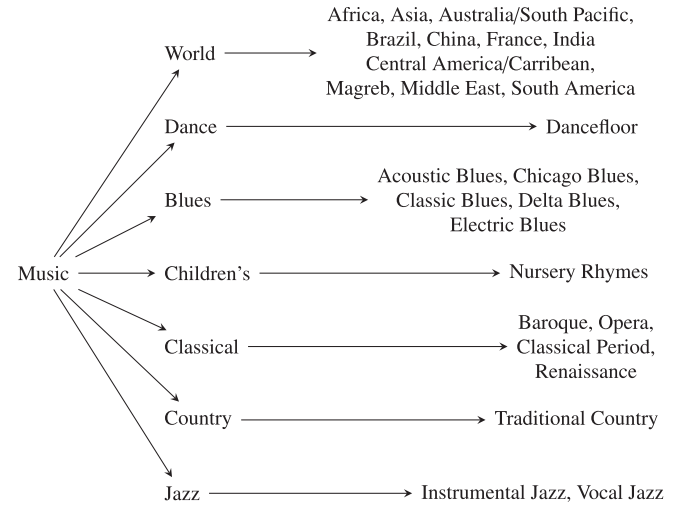 Africa, Asia, Australia/South Pacific,
Brazil, China, France, India
World
Central America/Carribean,
Magreb, Middle East, South America
Dance
Dancefloor
Acoustic Blues, Chicago Blues,
Blues
Classic Blues, Delta Blues,
Electric Blues
Music
Children's
Nursery Rhymes
Baroque, Opera,
Classical
Classical Period,
Renaissance
Country
Traditional Country
Jazz
Instrumental Jazz, Vocal Jazz